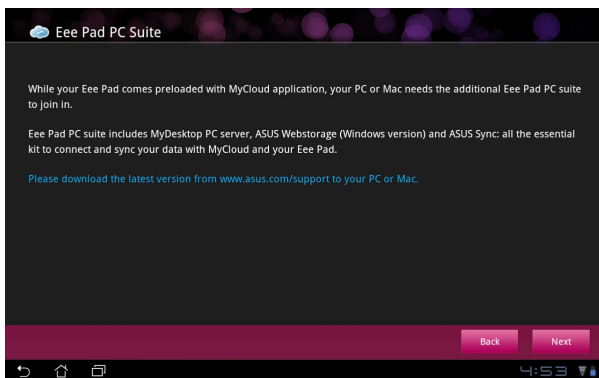 Eee Pad PC Suite
While your Eee Pad comes preloaded with MyCloud application, your PC or Mac needs the additional Eee Pad PC suite
to join in.
Eee Pad PC suite includes MyDesktop PC server, ASUS Webstorage (Windows version) and ASUS Sync: all the essential
kit to connect and sync your data with MyCloud and your Eee Pad.
Please download the latest version from www.asus.com/support to your PC or Mac.
Back Next
4:53